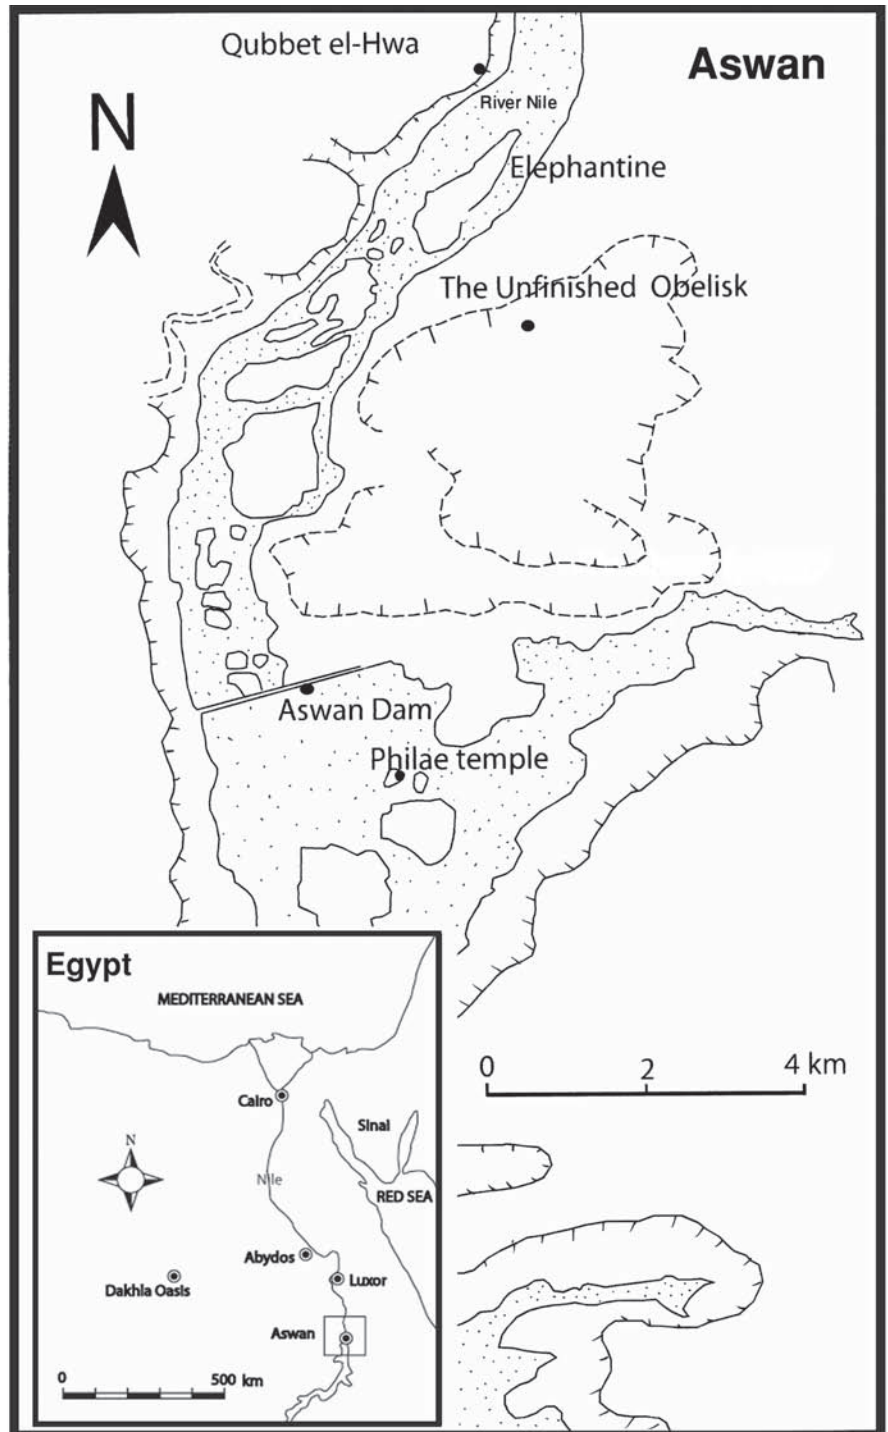 Qubbet el-Hwa
Aswan
N
River Nile
Elephantine
The Unfinished Obelisk
Aswan Dam
Philae temple
Egypt
MEDITERRANEAN SEA
Cairo
Sinai
N
Nile
RED SEA
Abydos
Luxor
Dakhla Oasis
Aswan
0 500 km
0 2 4 km